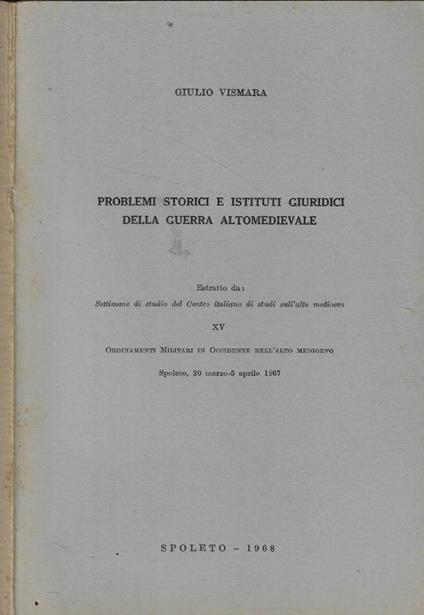 GIULIO VISMARA
PROBLEMI STORICI E ISTITUTI GIURIDICI
DELLA GUERRA ALTOMEDIEVALE
Estratto da:
Settimane di studio del Centro italiano di studi sull'alto medioevo
XV
ORDINAMENTI MILITARI IN OCCIDENTE NELL'ALTO MEDIOEVO
Spoleto, 30 marzo-5 aprile 1967
SPOLETO - 1968